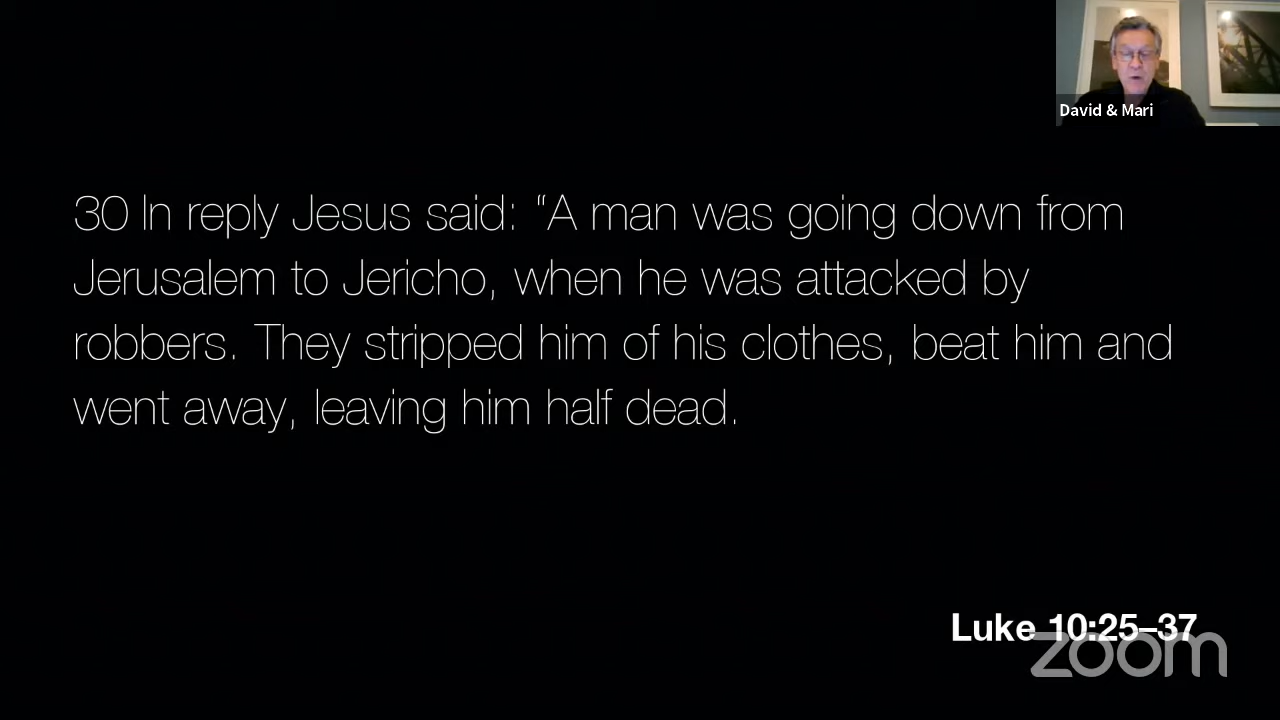 David & Mari
30 In reply Jesus said: “A man was going down from
Jerusalem to Jericho, when he was attacked by
robbers. They stripped him of his clothes, beat him and
went away, leaving him half dead.
Luke 10:25–37
zoom